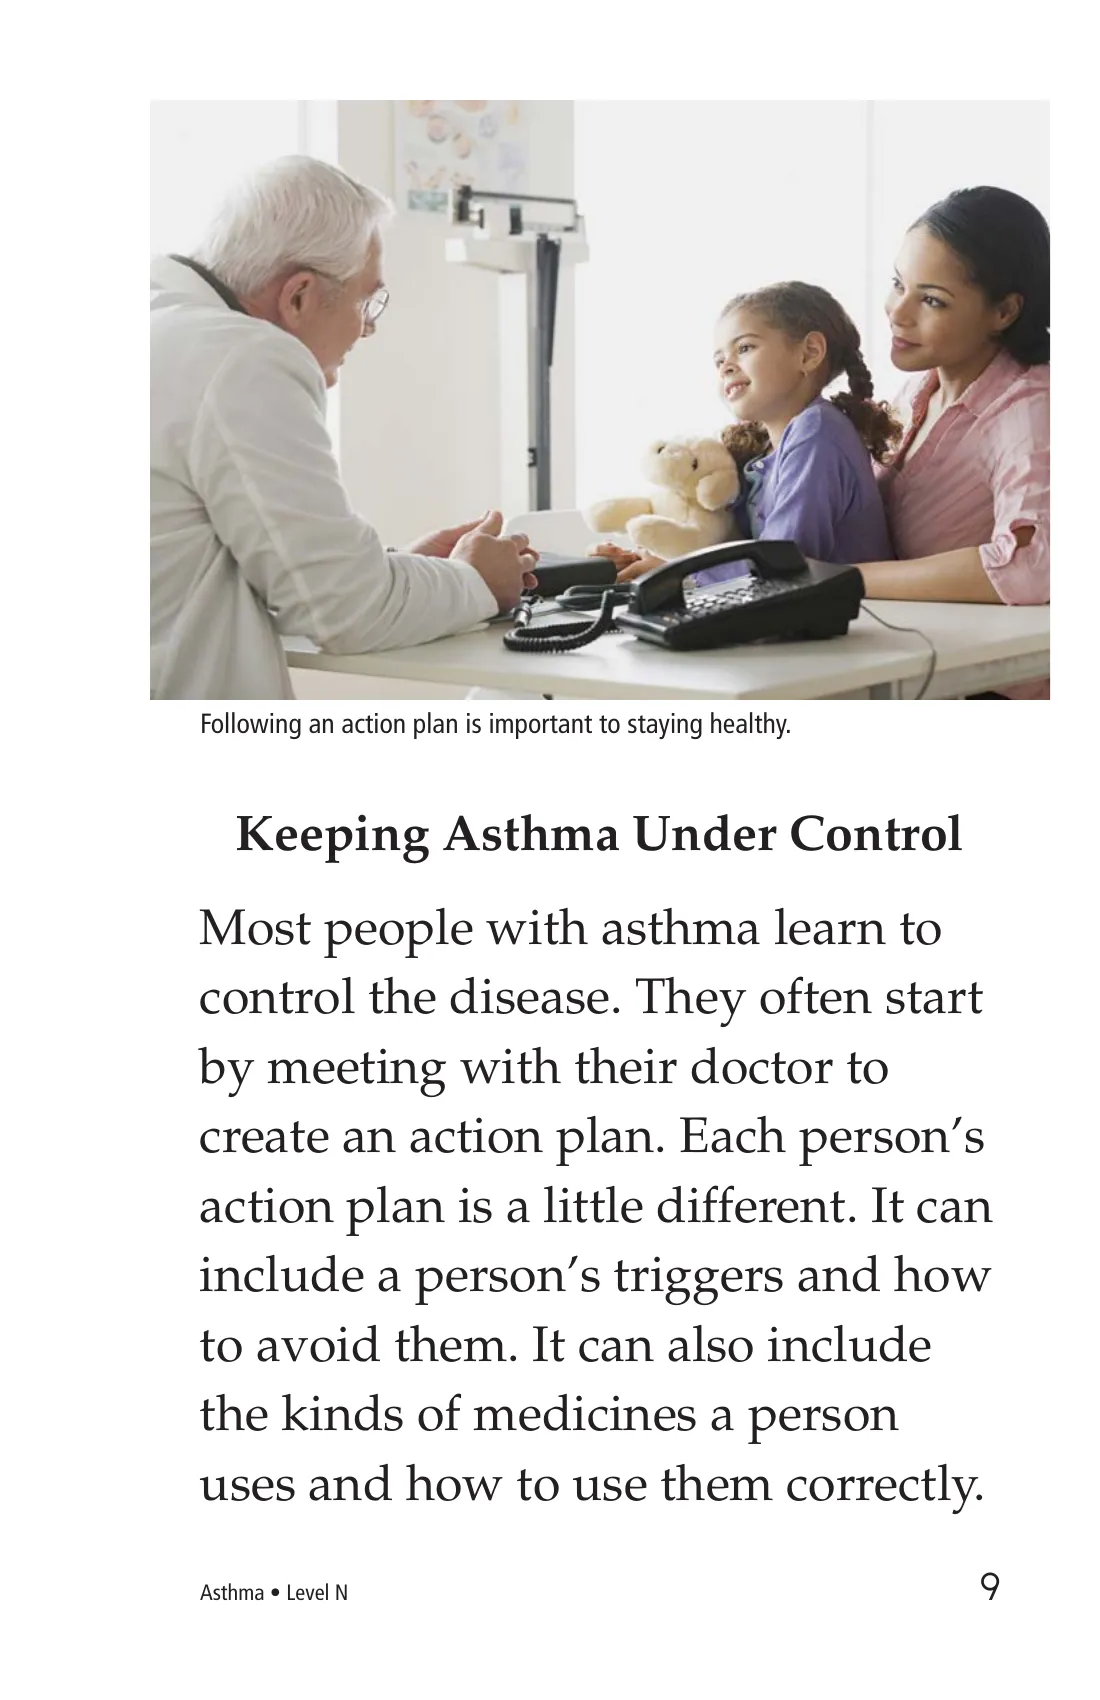 Following an action plan is important to staying healthy.
Keeping Asthma Under Control
Most people with asthma learn to
control the disease. They often start
by meeting with their doctor to
create an action plan. Each person’s
action plan is a little different. It can
include a person’s triggers and how
to avoid them. It can also include
the kinds of medicines a person
uses and how to use them correctly.
Asthma • Level N
9